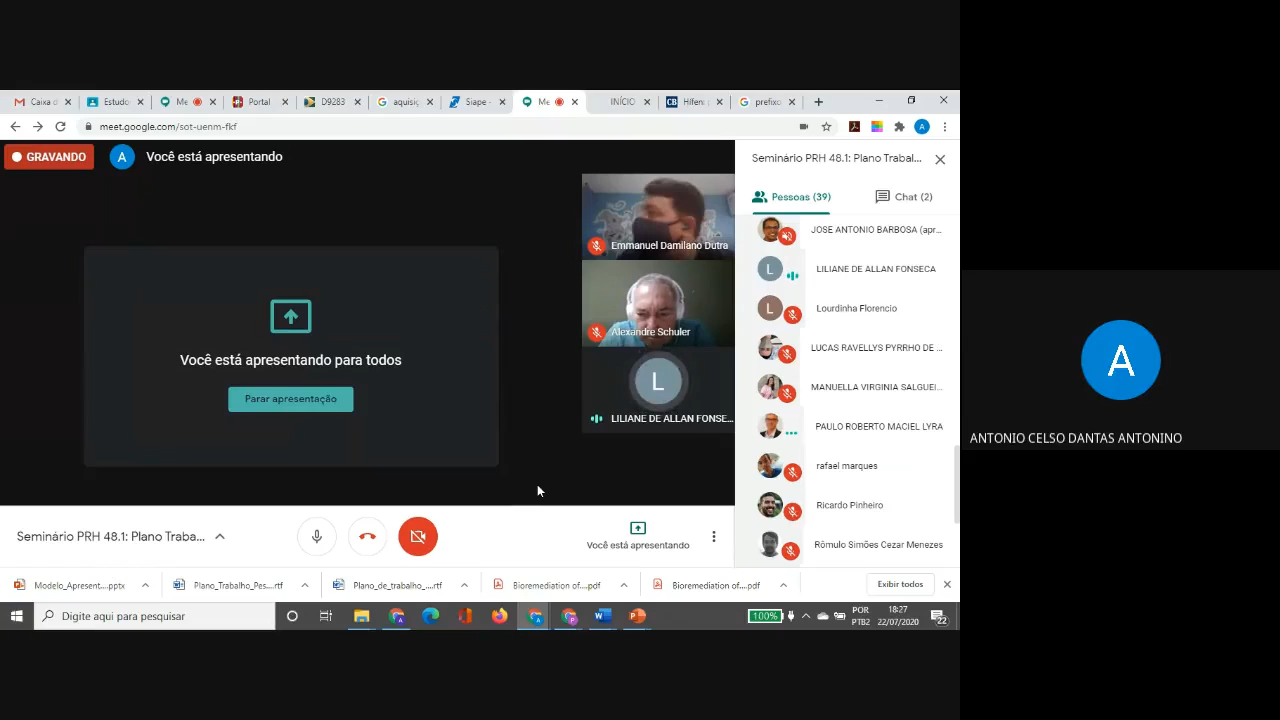 Caixa d
Estudo
Me
Portal
D9283
aquisiç
Siape -
Me
INÍCIO
Hífen:
prefixo
meet.google.com/sot-uenm-fkf
GRAVANDO
A
Você está apresentando
Seminário PRH 48.1: Plano Trabal...
Pessoas (39)
Chat (2)
Emmanuel Damilano Dutra
Alexandre Schuler
L
LILIANE DE ALLAN FONSE...
Você está apresentando para todos
Parar apresentação
JOSE ANTONIO BARBOSA (apr...
L
LILIANE DE ALLAN FONSECA
L
Lourdinha Florencio
LUCAS RAVELLYS PYRRHO DE ...
MANUELLA VIRGINIA SALGUEI...
PAULO ROBERTO MACIEL LYRA
rafael marques
Ricardo Pinheiro
Rômulo Simões Cezar Menezes
A
ANTONIO CELSO DANTAS ANTONINO
Seminário PRH 48.1: Plano Traba...
Você está apresentando
Modelo_Apresent....pptx
Plano_Trabalho_Pes....rtf
Plano_de_trabalho_....rtf
Bioremediation of....pdf
Bioremediation of....pdf
Exibir todos
Digite aqui para pesquisar
100%
POR
PTB2
18:27
22/07/2020
22